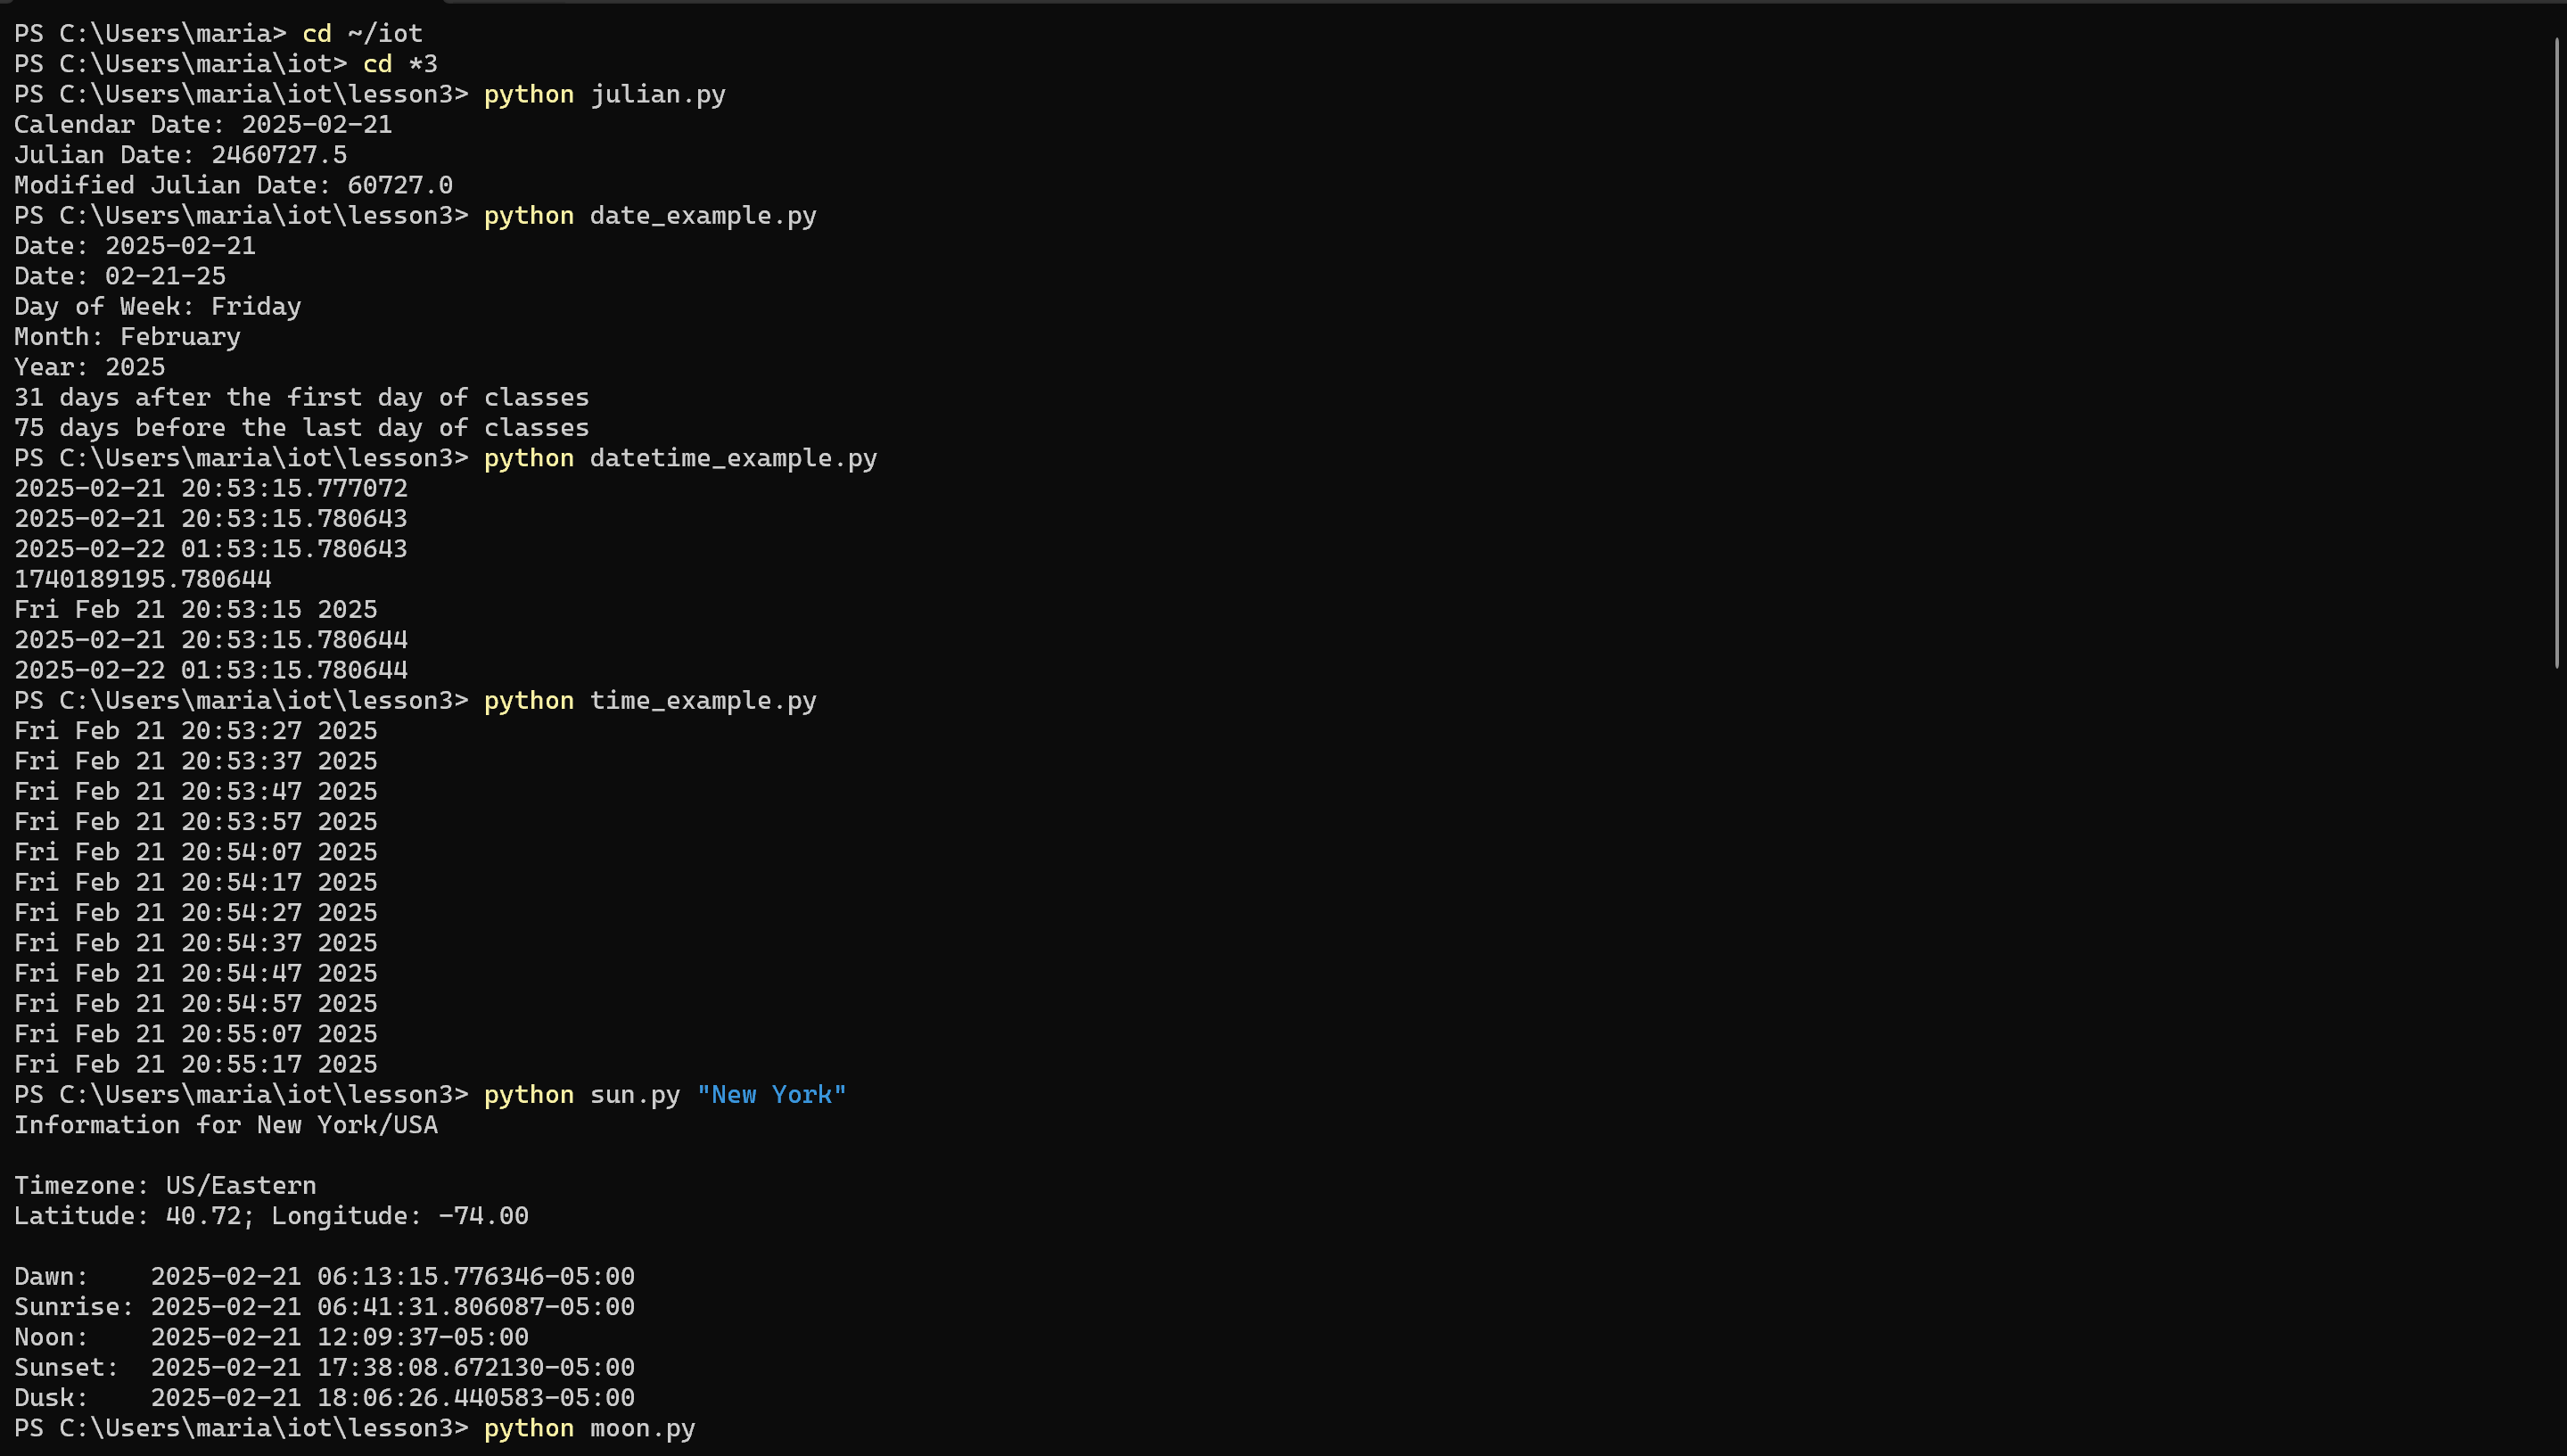 PS C:\Users\maria> cd ~/iot
PS C:\Users\maria\iot> cd *3
PS C:\Users\maria\iot\lesson3> python julian.py
Calendar Date: 2025-02-21
Julian Date: 2460727.5
Modified Julian Date: 60727.0
PS C:\Users\maria\iot\lesson3> python date_example.py
Date: 2025-02-21
Date: 02-21-25
Day of Week: Friday
Month: February
Year: 2025
31 days after the first day of classes
75 days before the last day of classes
PS C:\Users\maria\iot\lesson3> python datetime_example.py
2025-02-21 20:53:15.777072
2025-02-21 20:53:15.780643
2025-02-22 01:53:15.780643
1740189195.780644
Fri Feb 21 20:53:15 2025
2025-02-21 20:53:15.780644
2025-02-22 01:53:15.780644
PS C:\Users\maria\iot\lesson3> python time_example.py
Fri Feb 21 20:53:27 2025
Fri Feb 21 20:53:37 2025
Fri Feb 21 20:53:47 2025
Fri Feb 21 20:53:57 2025
Fri Feb 21 20:54:07 2025
Fri Feb 21 20:54:17 2025
Fri Feb 21 20:54:27 2025
Fri Feb 21 20:54:37 2025
Fri Feb 21 20:54:47 2025
Fri Feb 21 20:54:57 2025
Fri Feb 21 20:55:07 2025
Fri Feb 21 20:55:17 2025
PS C:\Users\maria\iot\lesson3> python sun.py "New York"
Information for New York/USA

Timezone: US/Eastern
Latitude: 40.72; Longitude: -74.00

Dawn:    2025-02-21 06:13:15.776346-05:00
Sunrise: 2025-02-21 06:41:31.806087-05:00
Noon:    2025-02-21 12:09:37-05:00
Sunset:  2025-02-21 17:38:08.672130-05:00
Dusk:    2025-02-21 18:06:26.440583-05:00
PS C:\Users\maria\iot\lesson3> python moon.py